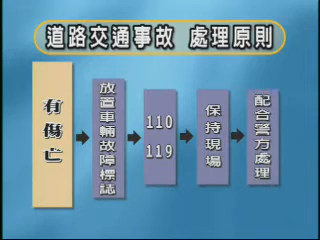 道路交通事故 處理原則
有傷亡
放置車輛故障標誌
110
119
保持現場
配合警方處理